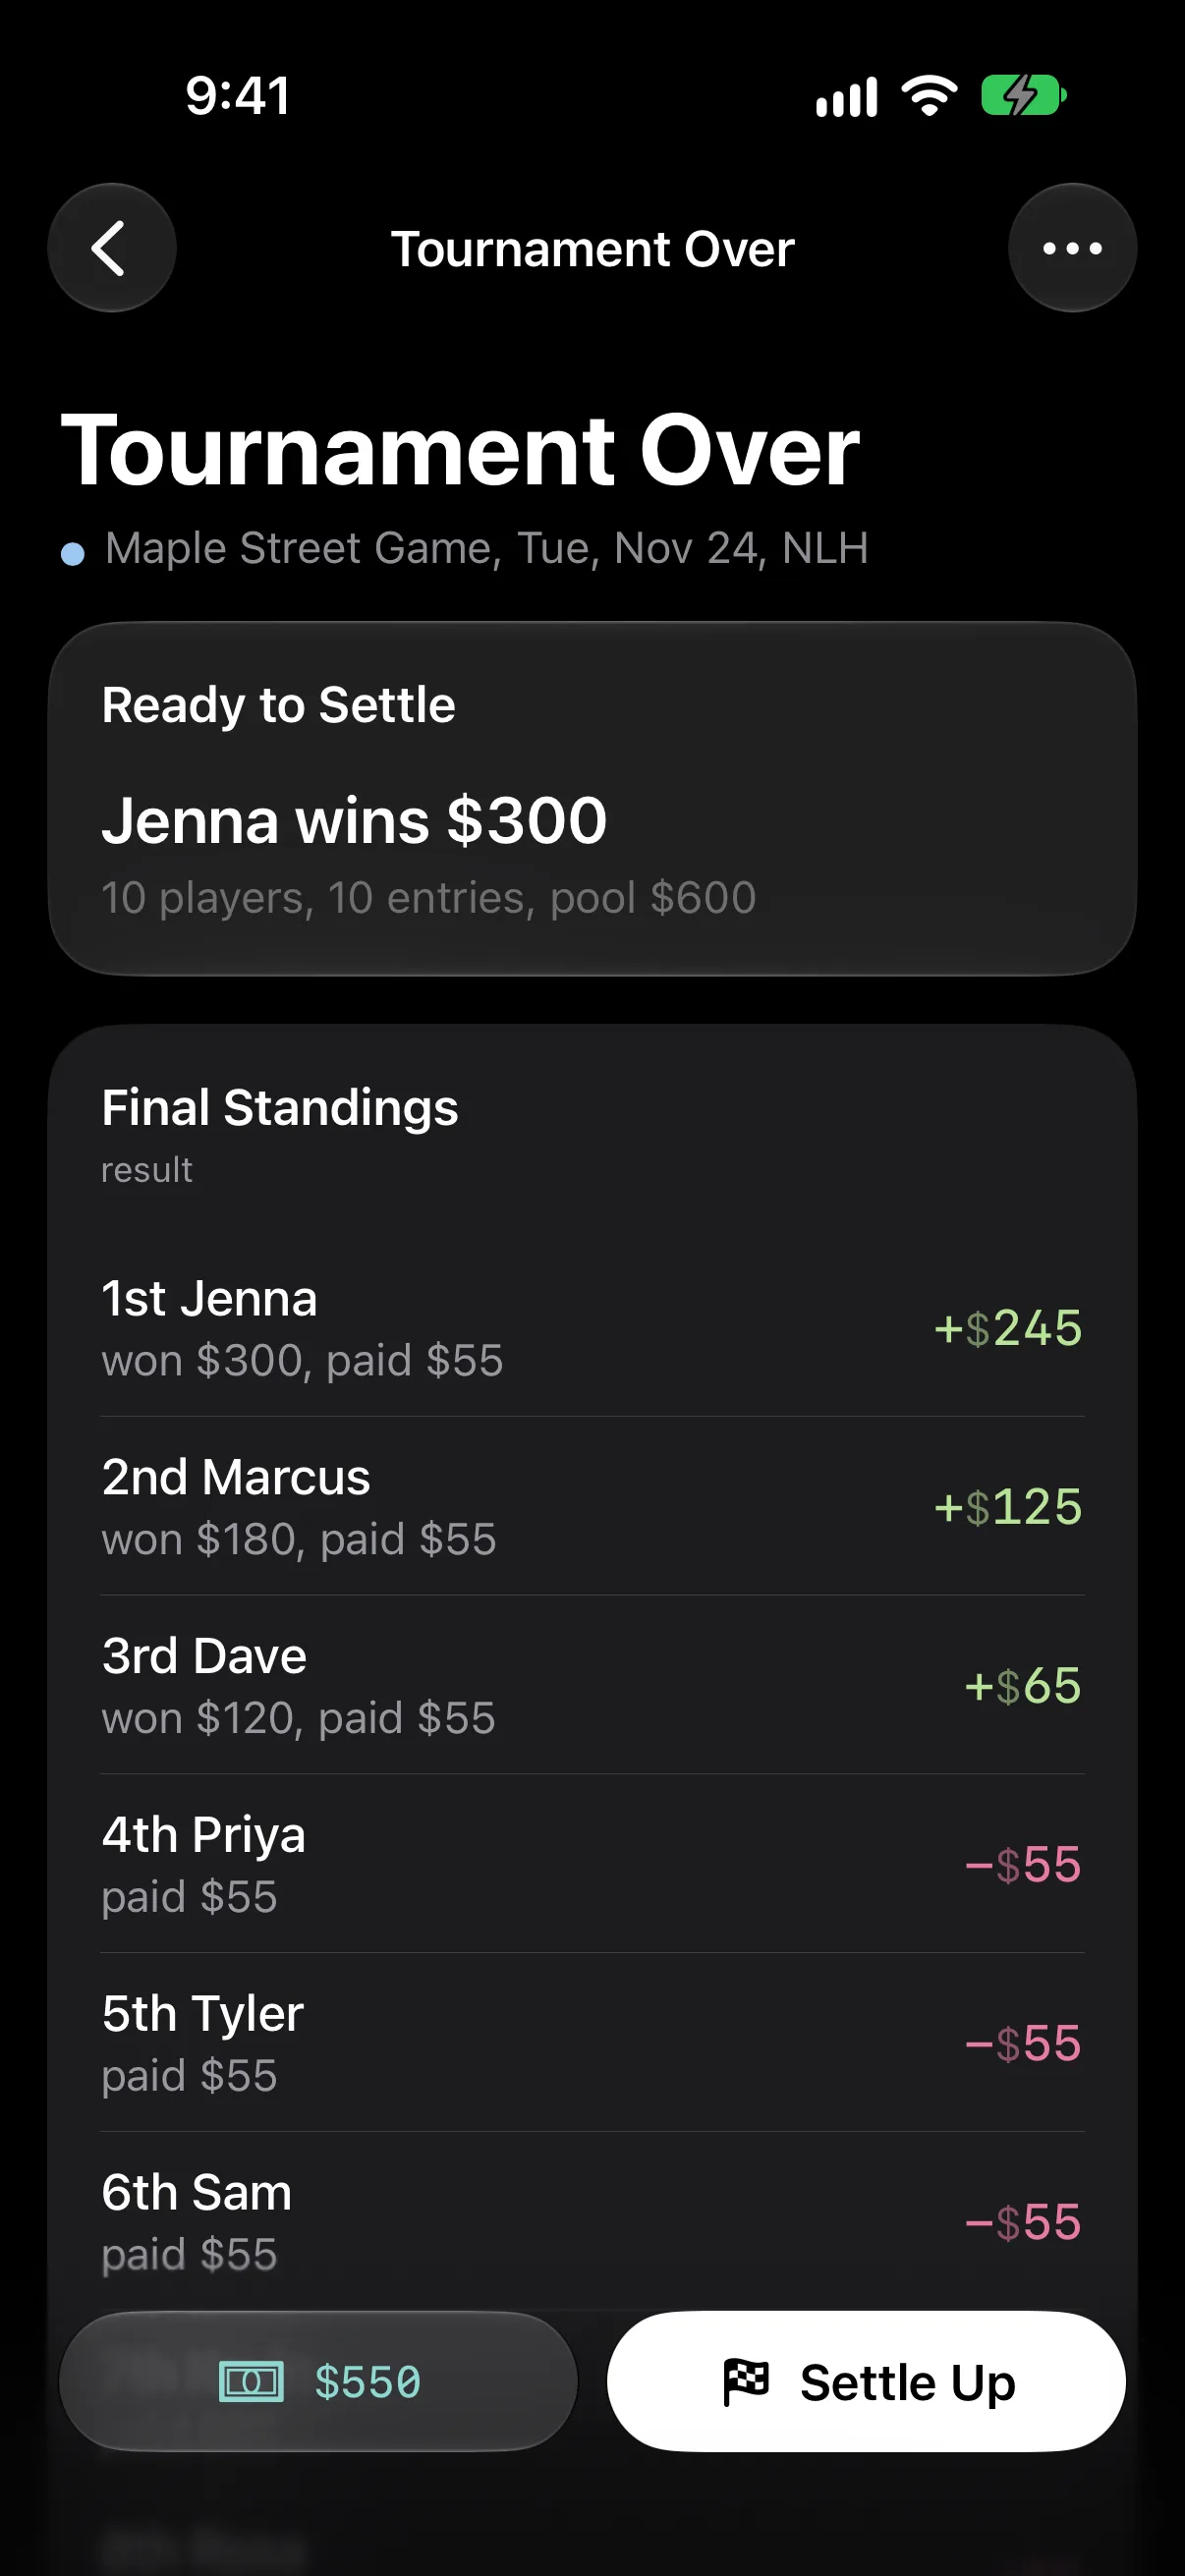 9:41
Tournament Over
Tournament Over
Maple Street Game, Tue, Nov 24, NLH
Ready to Settle
Jenna wins $300
10 players, 10 entries, pool $600
Final Standings
result
1st Jenna
won $300, paid $55
+$245
2nd Marcus
won $180, paid $55
+$125
3rd Dave
won $120, paid $55
+$65
4th Priya
paid $55
−$55
5th Tyler
paid $55
−$55
6th Sam
paid $55
−$55
$550
Settle Up